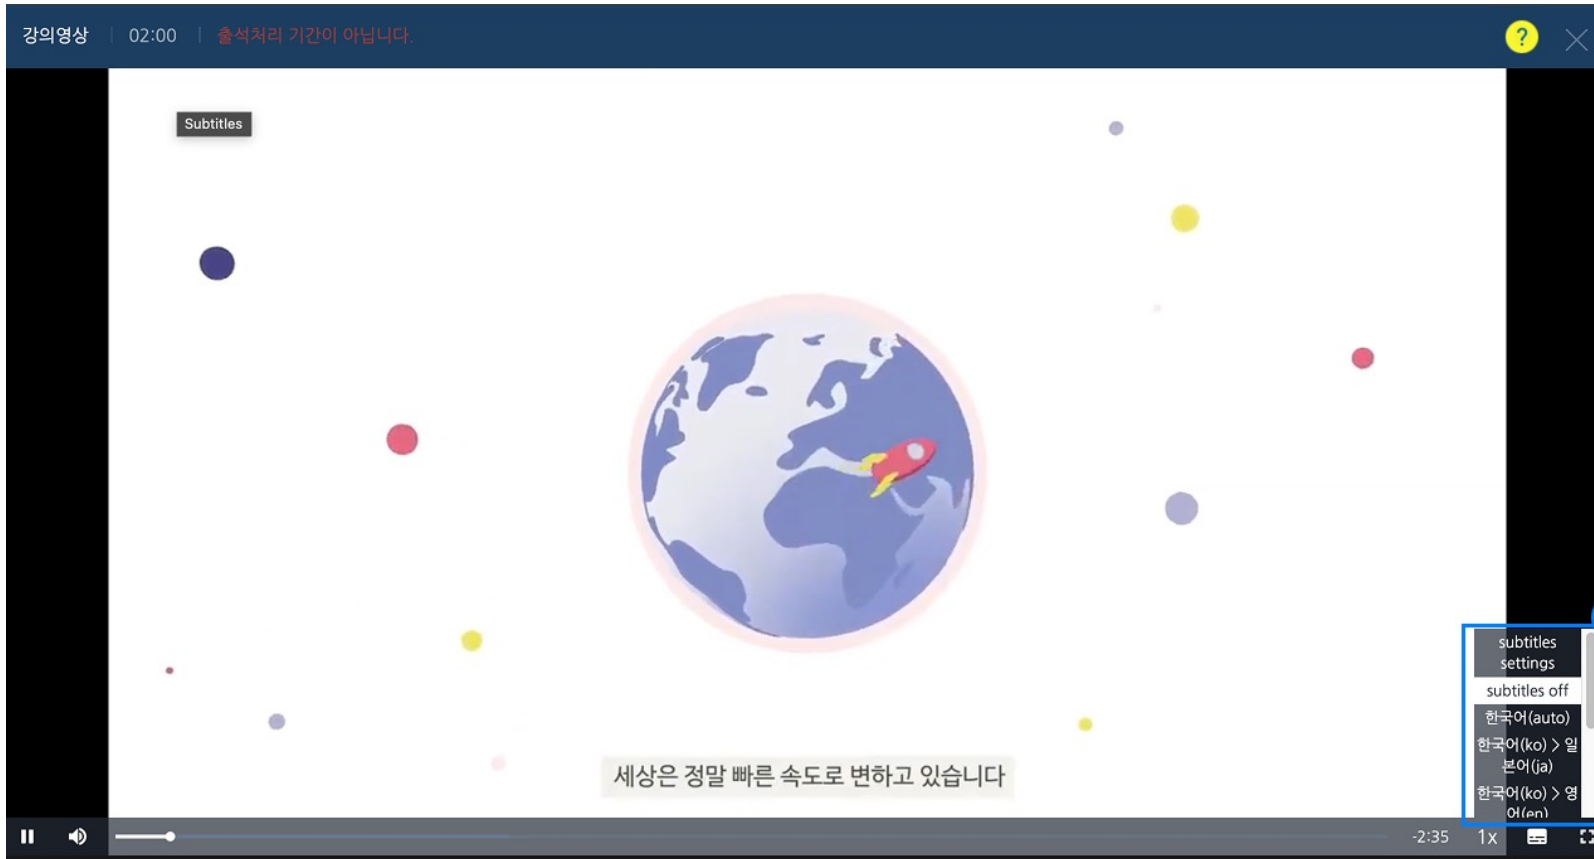 강의영상 | 02:00 | 출석처리 기간이 아닙니다. ?
Subtitles
세상은 정말 빠른 속도로 변하고 있습니다
subtitles
settings
subtitles off
한국어(auto)
한국어(ko) > 일
본어(ja)
한국어(ko) > 영
어(en)
-2:35 1x